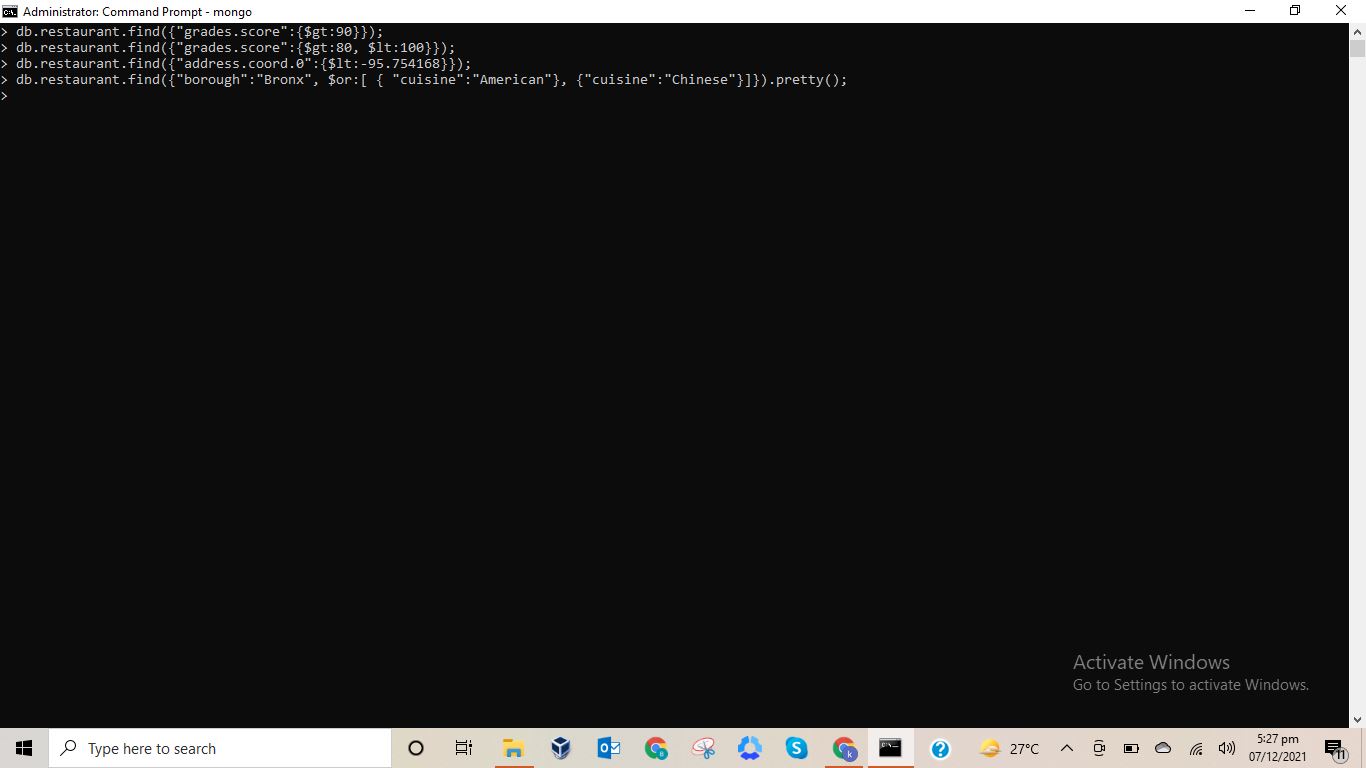 Administrator: Command Prompt - mongo
> db.restaurant.find({"grades.score":{$gt:90}});
> db.restaurant.find({"grades.score":{$gt:80, $lt:100}});
> db.restaurant.find({"address.coord.0":{$lt:-95.754168}});
> db.restaurant.find({"borough":"Bronx", $or:[ { "cuisine":"American"}, {"cuisine":"Chinese"}]}).pretty();
>
Activate Windows
Go to Settings to activate Windows.
Type here to search
27°C
5:27 pm
07/12/2021
11